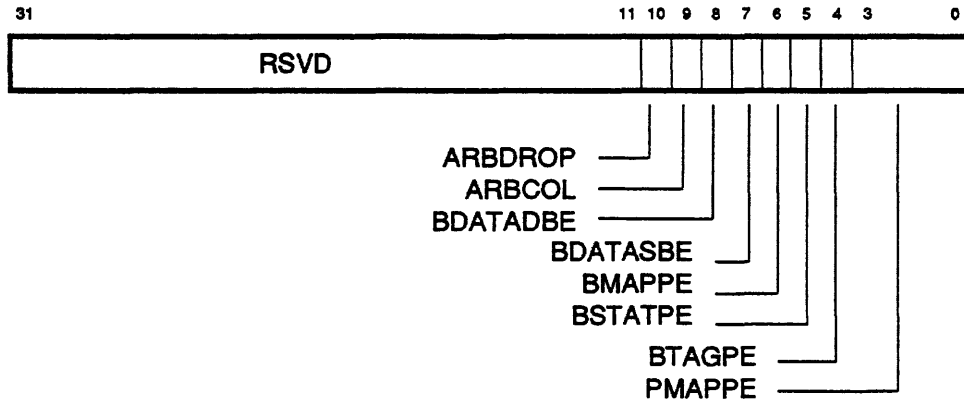 31 11 10 9 8 7 6 5 4 3 0
RSVD
ARBDROP
ARBCOL
BDATADBE
BDATASBE
BMAPPE
BSTATPE
BTAGPE
PMAPPE